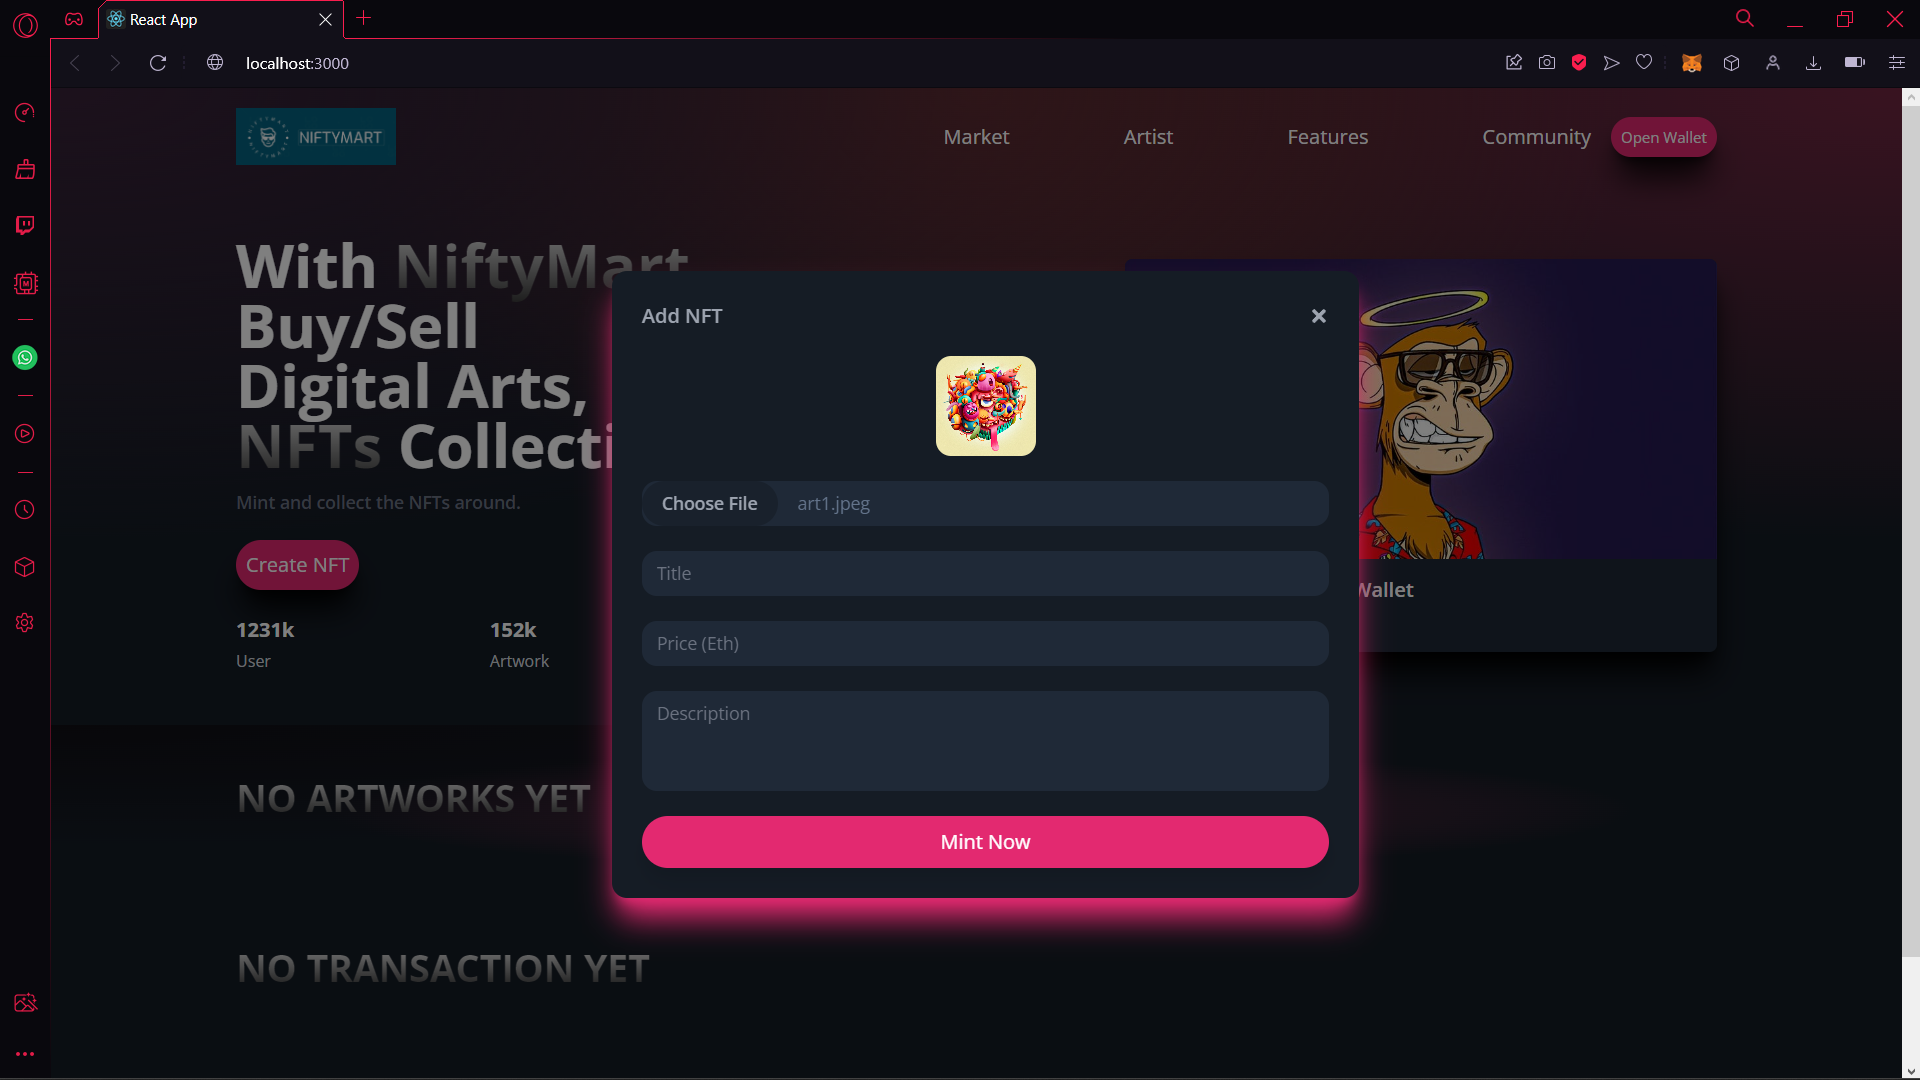 React App
localhost:3000
NIFTYMART
Market
Artist
Features
Community
Open Wallet
With NiftyMart
Buy/Sell
Digital Arts,
NFTs Collecti
Mint and collect the NFTs around.
Create NFT
1231k
User
152k
Artwork
Wallet
Add NFT
Choose File
art1.jpeg
Title
Price (Eth)
Description
Mint Now
NO ARTWORKS YET
NO TRANSACTION YET